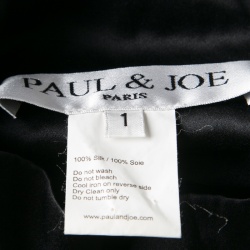 PAUL & JOE
PARIS
1
100% Silk / 100% Soie
Do not wash
Do not bleach
Cool iron on reverse side
Dry Clean only
Do not tumble dry
www.paulandjoe.com